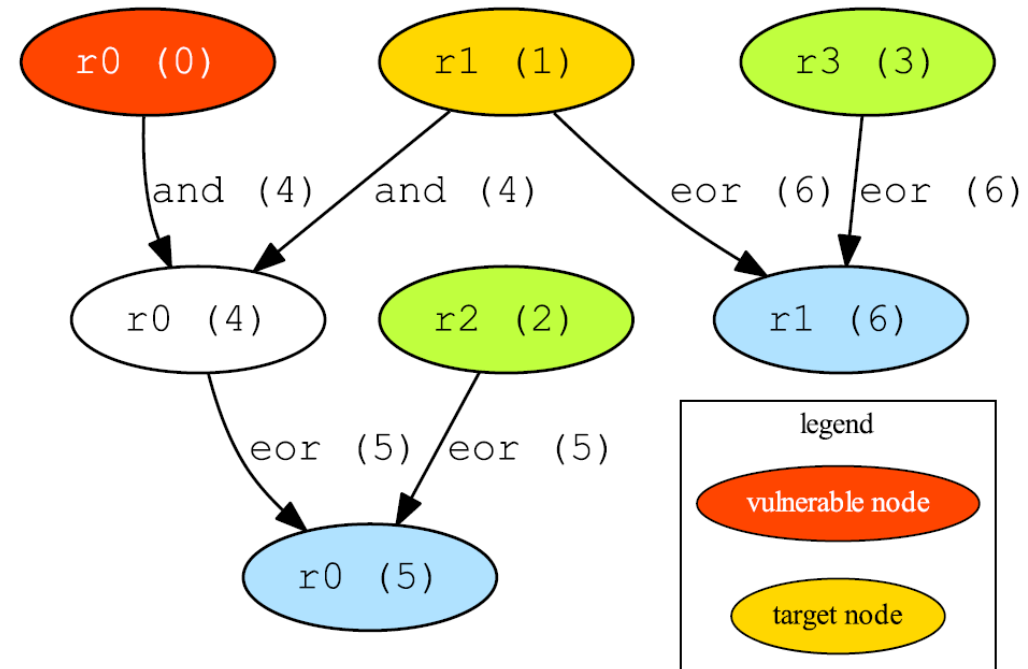 r0 (0)
r1 (1)
r3 (3)
and (4)
and (4)
eor (6)
eor (6)
r0 (4)
r2 (2)
r1 (6)
eor (5)
eor (5)
r0 (5)
legend
vulnerable node
target node